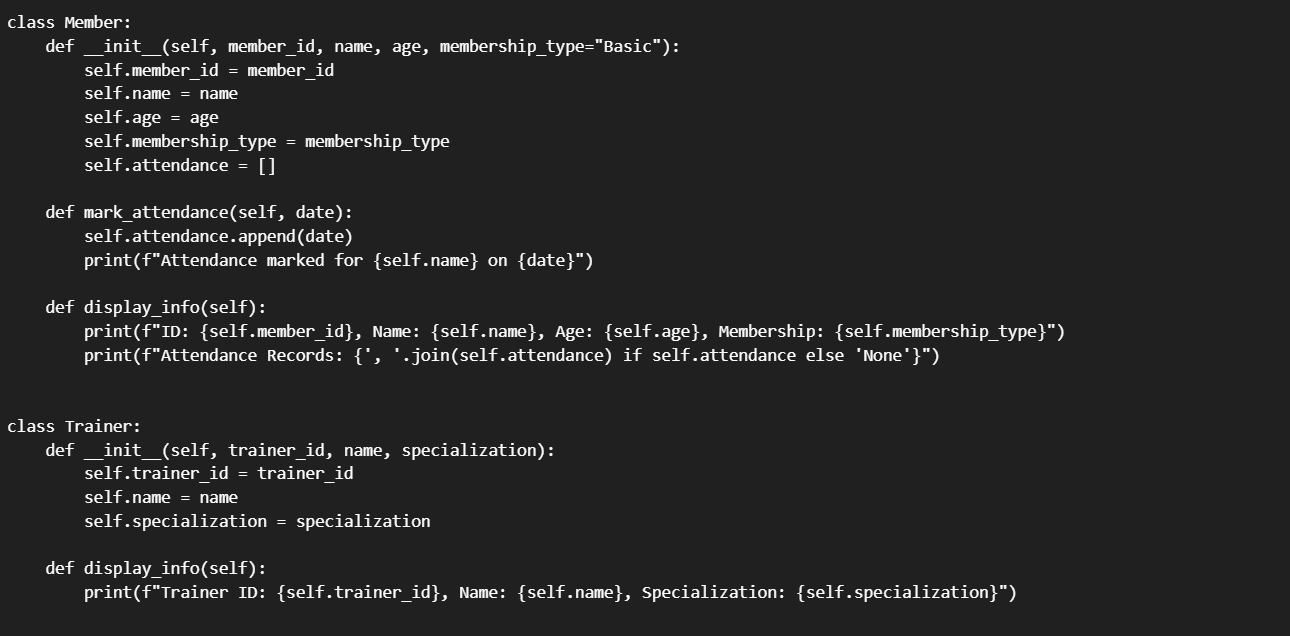 class Member:
    def __init__(self, member_id, name, age, membership_type="Basic"):
        self.member_id = member_id
        self.name = name
        self.age = age
        self.membership_type = membership_type
        self.attendance = []

    def mark_attendance(self, date):
        self.attendance.append(date)
        print(f"Attendance marked for {self.name} on {date}")

    def display_info(self):
        print(f"ID: {self.member_id}, Name: {self.name}, Age: {self.age}, Membership: {self.membership_type}")
        print(f"Attendance Records: {', '.join(self.attendance) if self.attendance else 'None'}")


class Trainer:
    def __init__(self, trainer_id, name, specialization):
        self.trainer_id = trainer_id
        self.name = name
        self.specialization = specialization

    def display_info(self):
        print(f"Trainer ID: {self.trainer_id}, Name: {self.name}, Specialization: {self.specialization}")